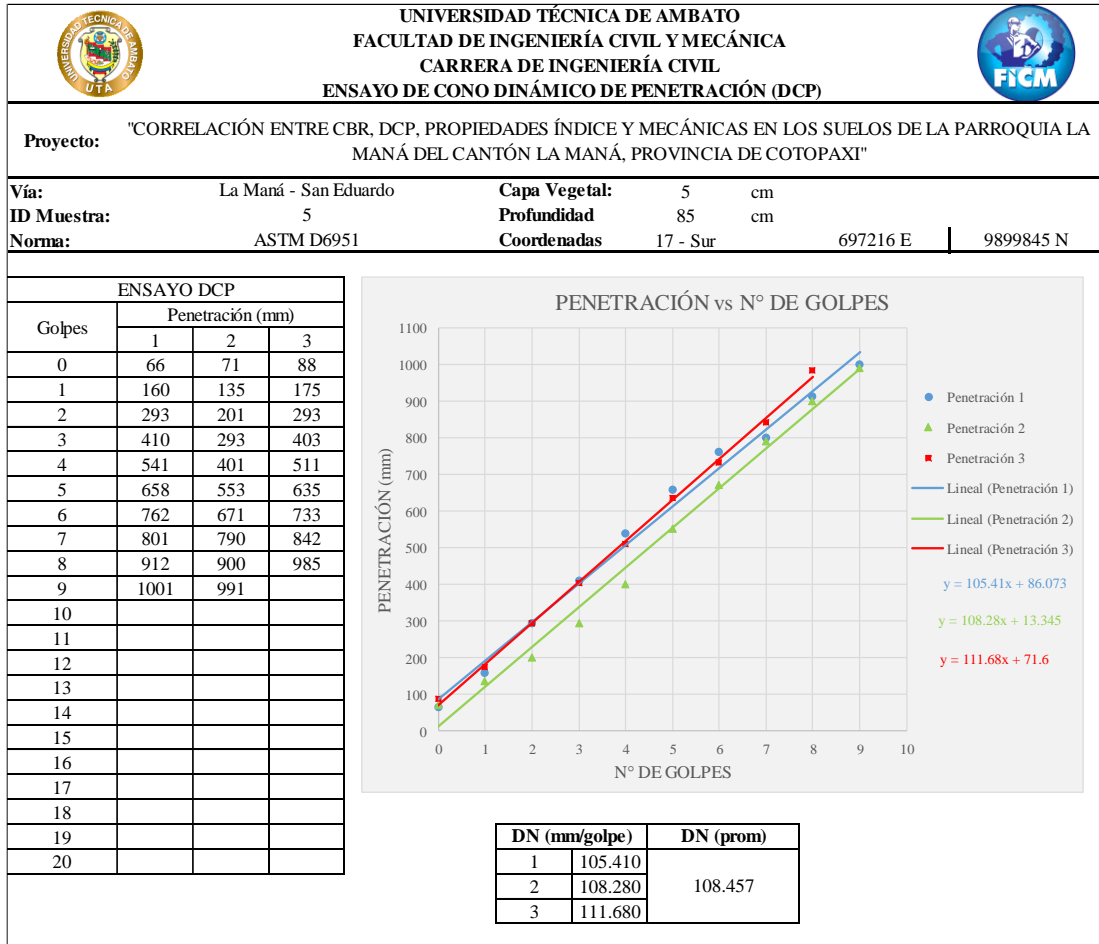 UNIVERSIDAD TÉCNICA DE AMBATO
FACULTAD DE INGENIERÍA CIVIL Y MECÁNICA
CARRERA DE INGENIERÍA CIVIL
ENSAYO DE CONO DINÁMICO DE PENETRACIÓN (DCP)
UNIVERSIDAD TECNICA DE AMBATO
UTA
FICM
Proyecto: "CORRELACIÓN ENTRE CBR, DCP, PROPIEDADES ÍNDICE Y MECÁNICAS EN LOS SUELOS DE LA PARROQUIA LA
MANÁ DEL CANTÓN LA MANÁ, PROVINCIA DE COTOPAXI"
Vía: La Maná - San Eduardo Capa Vegetal: 5 cm
ID Muestra: 5 Profundidad 85 cm
Norma: ASTM D6951 Coordenadas 17 - Sur 697216 E 9899845 N
ENSAYO DCP
Golpes Penetración (mm)
1 2 3
0 66 71 88
1 160 135 175
2 293 201 293
3 410 293 403
4 541 401 511
5 658 553 635
6 762 671 733
7 801 790 842
8 912 900 985
9 1001 991
10
11
12
13
14
15
16
17
18
19
20
PENETRACIÓN vs N° DE GOLPES
PENETRACIÓN (mm)
1100
1000
900
800
700
600
500
400
300
200
100
0
0 1 2 3 4 5 6 7 8 9 10
N° DE GOLPES
Penetración 1
Penetración 2
Penetración 3
Lineal (Penetración 1)
Lineal (Penetración 2)
Lineal (Penetración 3)
y = 105.41x + 86.073
y = 108.28x + 13.345
y = 111.68x + 71.6
DN (mm/golpe) DN (prom)
1 105.410
2 108.280 108.457
3 111.680